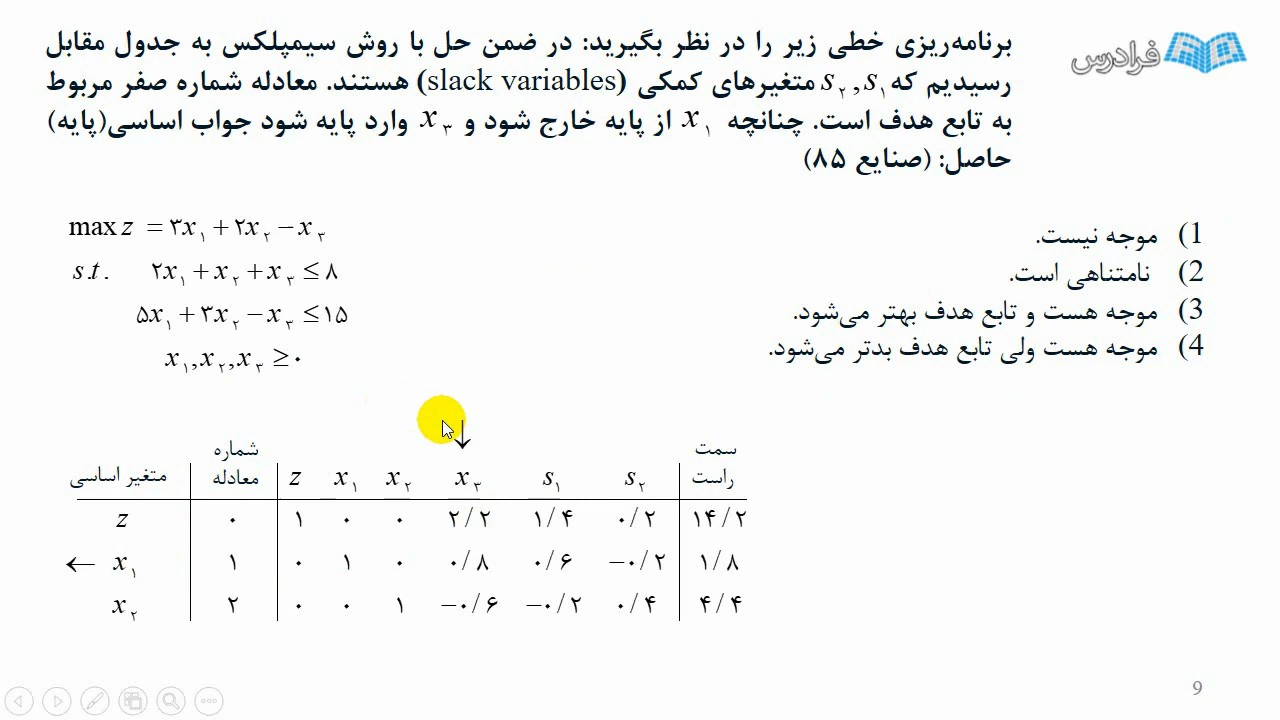 فرادرس
برنامه‌ریزی خطی زیر را در نظر بگیرید: در ضمن حل با روش سیمپلکس به جدول مقابل
رسیدیم که s۲ , s۱ متغیرهای کمکی (slack variables) هستند. معادله شماره صفر مربوط
به تابع هدف است. چنانچه x۱ از پایه خارج شود و x۳ وارد پایه شود جواب اساسی(پایه)
حاصل: (صنایع ۸۵)
max z = ۳x۱ + ۲x۲ − x۳
s.t. ۲x۱ + x۲ + x۳ ≤ ۸
۵x۱ + ۳x۲ − x۳ ≤ ۱۵
x۱, x۲, x۳ ≥ ۰
1) موجه نیست.
2) نامتناهی است.
3) موجه هست و تابع هدف بهتر می‌شود.
4) موجه هست ولی تابع هدف بدتر می‌شود.
↓
متغیر اساسی شماره معادله z x۱ x۲ x۳ s۱ s۲ سمت راست
z ۰ ۱ ۰ ۰ ۲/۲ ۱/۴ ۰/۲ ۱۴/۲
← x۱ ۱ ۰ ۱ ۰ ۰/۸ ۰/۶ −۰/۲ ۱/۸
x۲ ۲ ۰ ۰ ۱ −۰/۶ −۰/۲ ۰/۴ ۴/۴
9